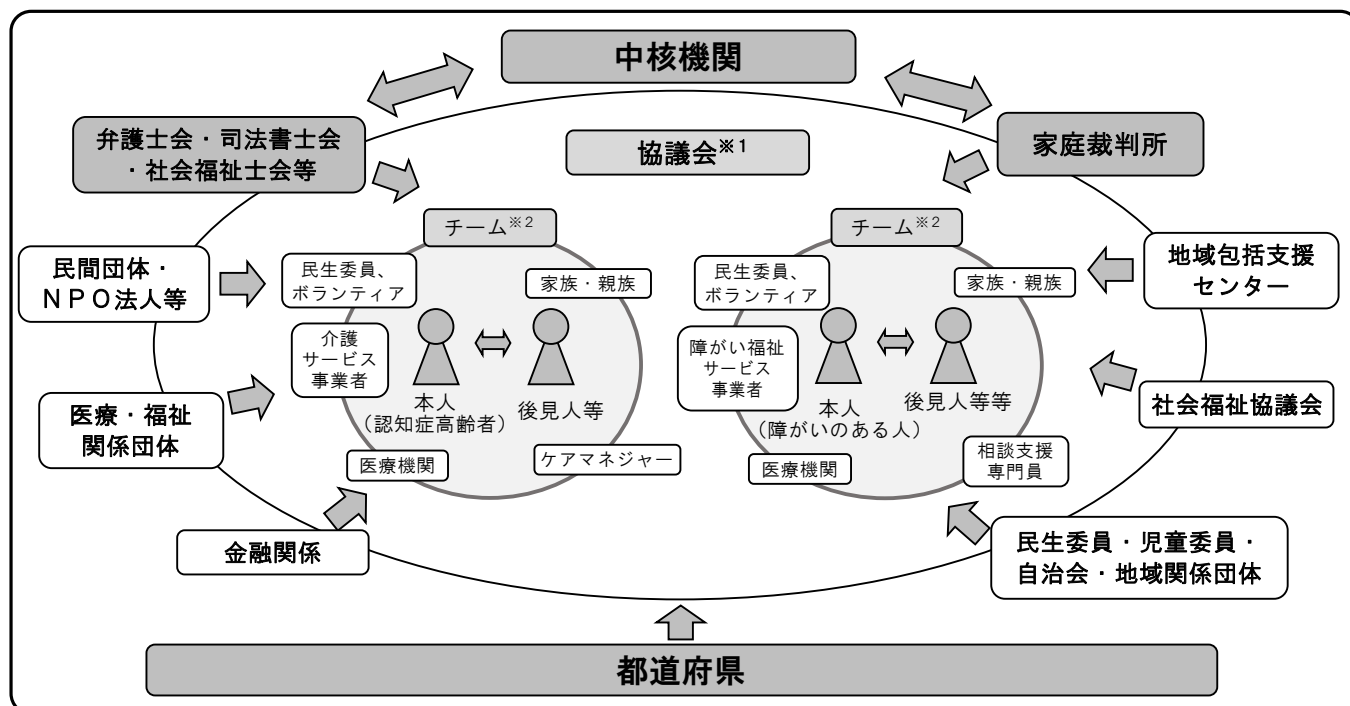 中核機関
弁護士会・司法書士会
・社会福祉士会等
協議会※1
家庭裁判所
チーム※2
チーム※2
民間団体・
ＮＰＯ法人等
民生委員、
ボランティア
家族・親族
民生委員、
ボランティア
家族・親族
地域包括支援
センター
介護
サービス
事業者
障がい福祉
サービス
事業者
本人
（認知症高齢者）
後見人等
本人
（障がいのある人）
後見人等等
医療・福祉
関係団体
社会福祉協議会
医療機関
ケアマネジャー
医療機関
相談支援
専門員
金融関係
民生委員・児童委員・
自治会・地域関係団体
都道府県